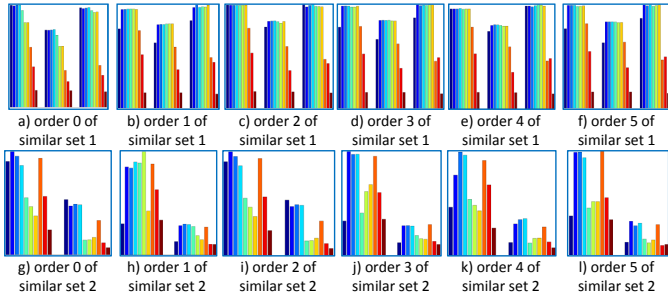 a) order 0 of similar set 1
b) order 1 of similar set 1
c) order 2 of similar set 1
d) order 3 of similar set 1
e) order 4 of similar set 1
f) order 5 of similar set 1
g) order 0 of similar set 2
h) order 1 of similar set 2
i) order 2 of similar set 2
j) order 3 of similar set 2
k) order 4 of similar set 2
l) order 5 of similar set 2